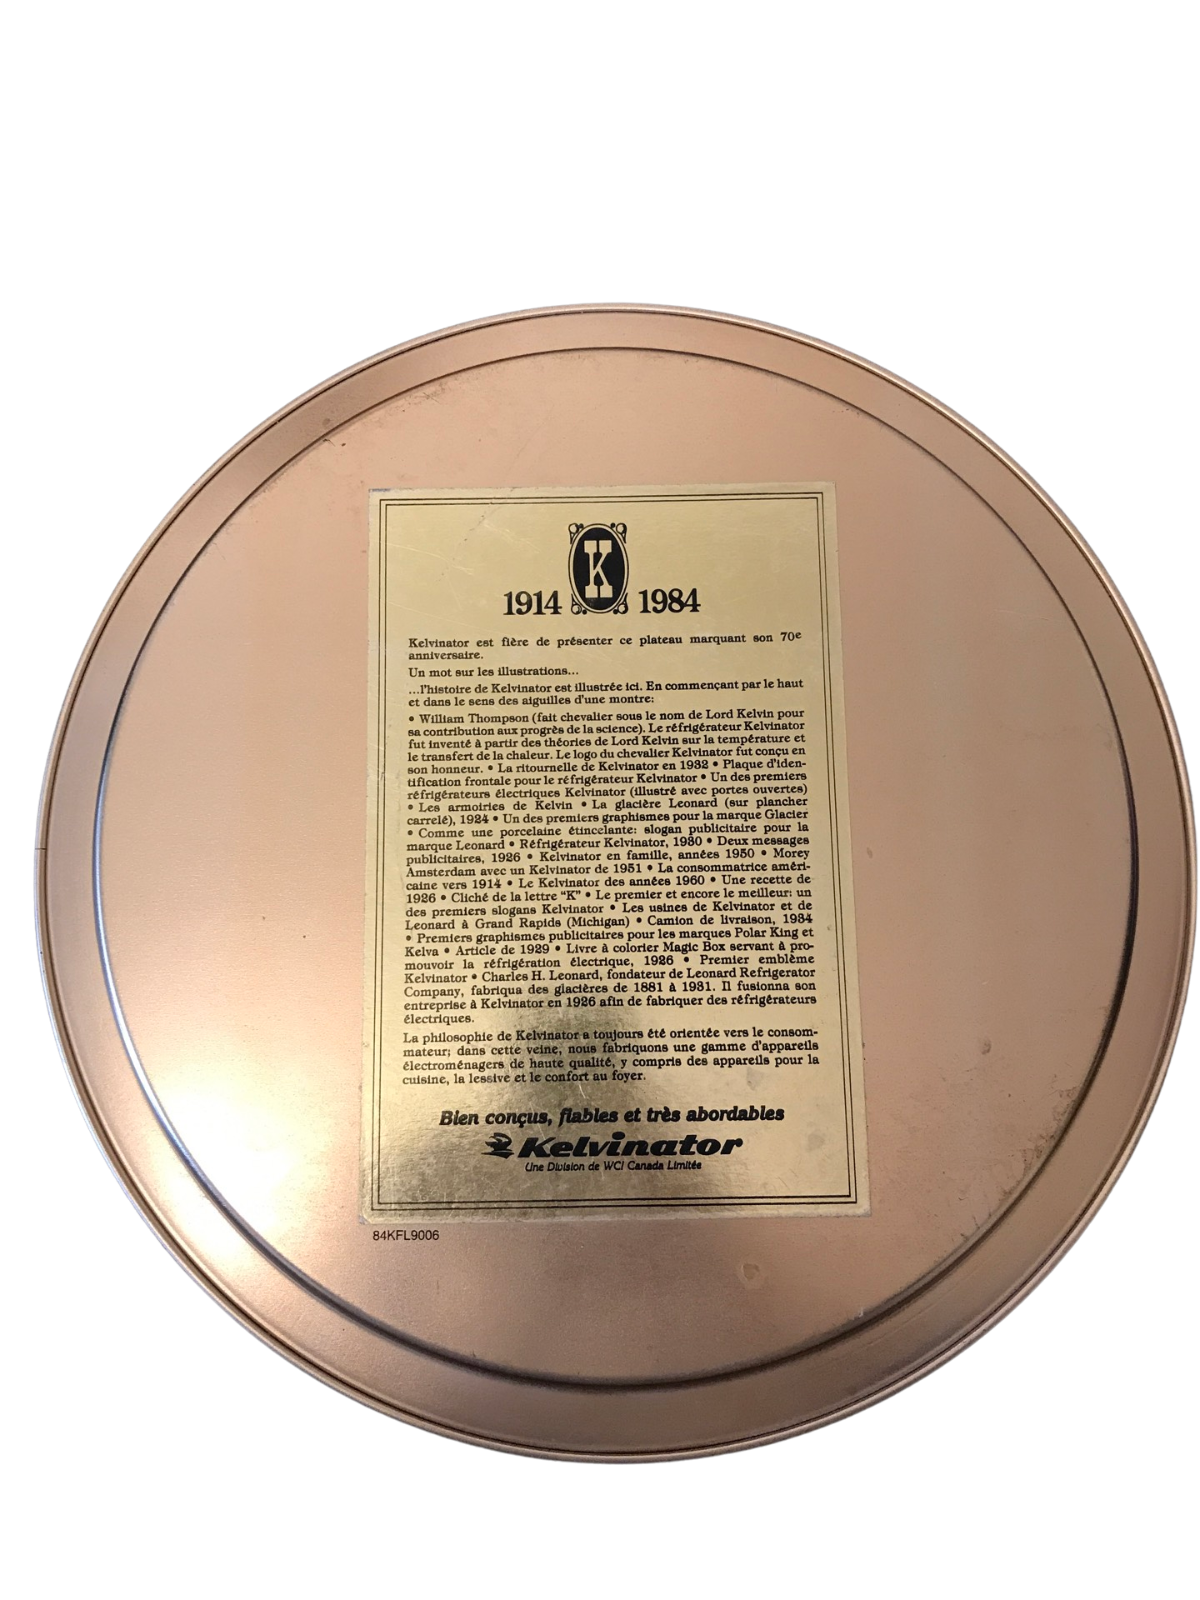 K
1914 1984
Kelvinator est fière de présenter ce plateau marquant son 70e
anniversaire.
Un mot sur les illustrations...
...l'histoire de Kelvinator est illustrée ici. En commençant par le haut
et dans le sens des aiguilles d'une montre:
• William Thompson (fait chevalier sous le nom de Lord Kelvin pour
sa contribution aux progrès de la science). Le réfrigérateur Kelvinator
fut inventé à partir des théories de Lord Kelvin sur la température et
le transfert de la chaleur. Le logo du chevalier Kelvinator fut conçu en
son honneur. • La ritournelle de Kelvinator en 1932 • Plaque d'iden-
tification frontale pour le réfrigérateur Kelvinator • Un des premiers
réfrigérateurs électriques Kelvinator (illustré avec portes ouvertes)
• Les armoiries de Kelvin • La glacière Leonard (sur plancher
carrelé), 1924 • Un des premiers graphismes pour la marque Glacier
• Comme une porcelaine étincelante: slogan publicitaire pour la
marque Leonard • Réfrigérateur Kelvinator, 1930 • Deux messages
publicitaires, 1926 • Kelvinator en famille, années 1950 • Morey
Amsterdam avec un Kelvinator de 1951 • La consommatrice améri-
caine vers 1914 • Le Kelvinator des années 1960 • Une recette de
1926 • Cliché de la lettre "K" • Le premier et encore le meilleur: un
des premiers slogans Kelvinator • Les usines de Kelvinator et de
Leonard à Grand Rapids (Michigan) • Camion de livraison, 1934
• Premiers graphismes publicitaires pour les marques Polar King et
Kelva • Article de 1929 • Livre à colorier Magic Box servant à pro-
mouvoir la réfrigération électrique, 1926 • Premier emblème
Kelvinator • Charles H. Leonard, fondateur de Leonard Refrigerator
Company, fabriqua des glacières de 1881 à 1931. Il fusionna son
entreprise à Kelvinator en 1926 afin de fabriquer des réfrigérateurs
électriques.
La philosophie de Kelvinator a toujours été orientée vers le consom-
mateur; dans cette veine, nous fabriquons une gamme d'appareils
électroménagers de haute qualité, y compris des appareils pour la
cuisine, la lessive et le confort au foyer.
Bien conçus, fiables et très abordables
Kelvinator
Une Division de WCI Canada Limitée
84KFL9006